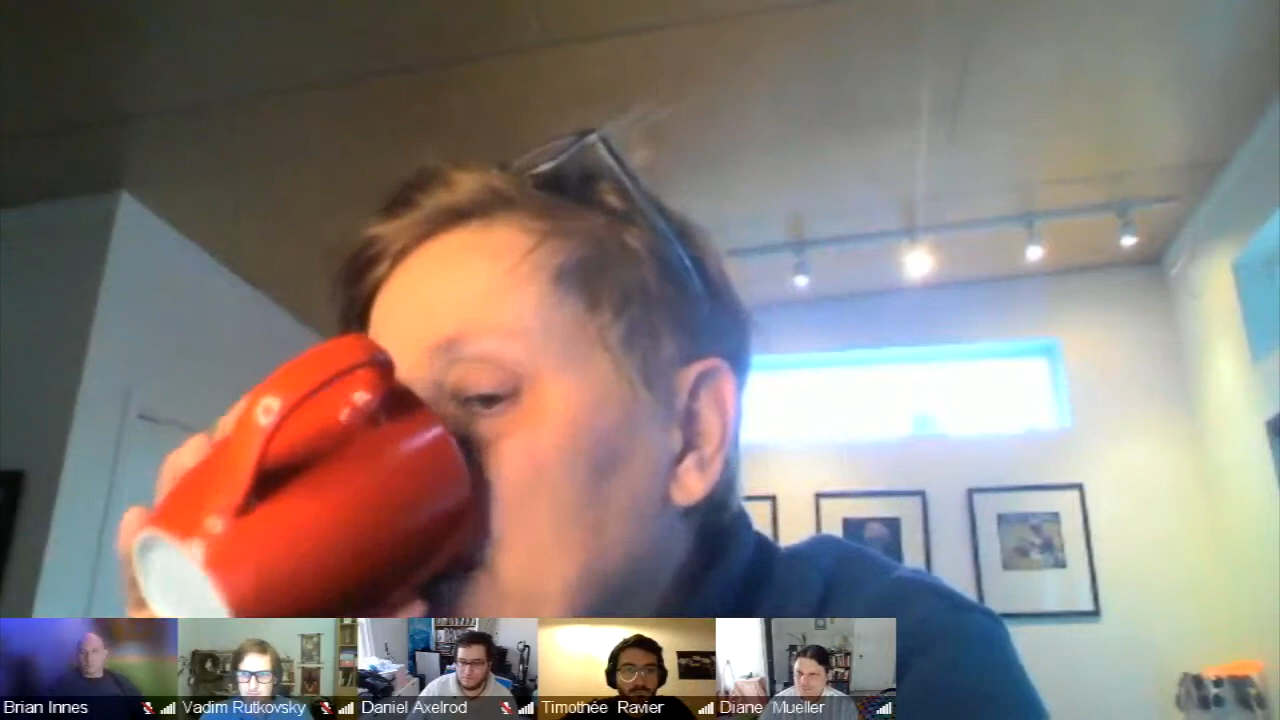 Brian Innes
Vadim Rutkovsky
Daniel Axelrod
Timothée Ravier
Diane Mueller